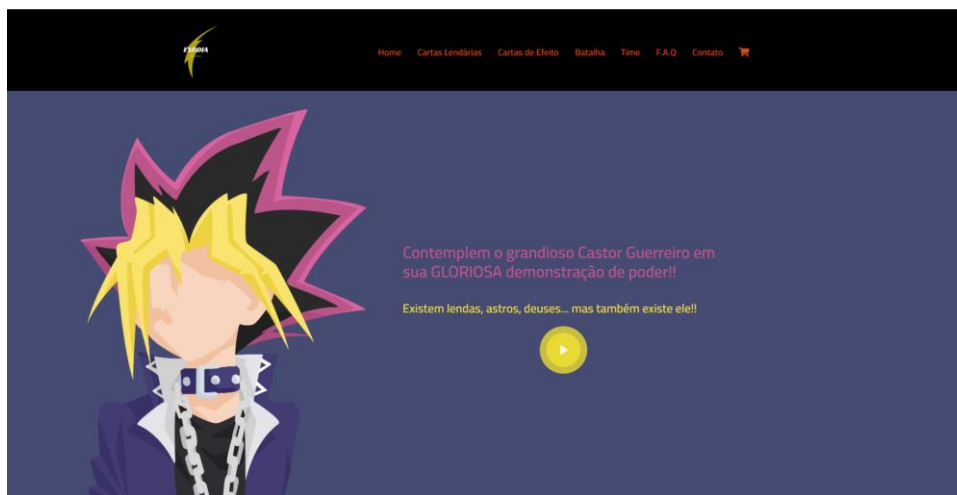 EXODIA
Home Cartas Lendárias Cartas de Efeito Batalha Time F.A.Q Contato
Contemplem o grandioso Castor Guerreiro em
sua GLORIOSA demonstração de poder!!
Existem lendas, astros, deuses... mas também existe ele!!